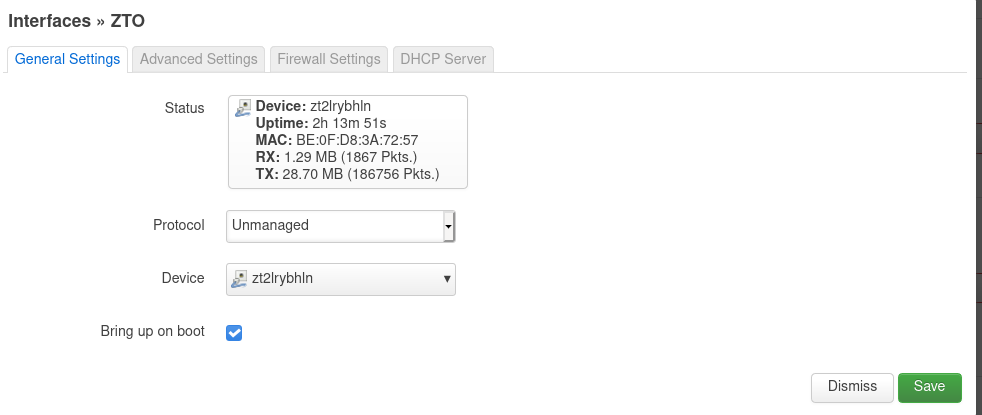 Interfaces » ZTO
General Settings Advanced Settings Firewall Settings DHCP Server
Status
Device: zt2lrybhln
Uptime: 2h 13m 51s
MAC: BE:0F:D8:3A:72:57
RX: 1.29 MB (1867 Pkts.)
TX: 28.70 MB (186756 Pkts.)
Protocol Unmanaged
Device zt2lrybhln
Bring up on boot
Dismiss Save